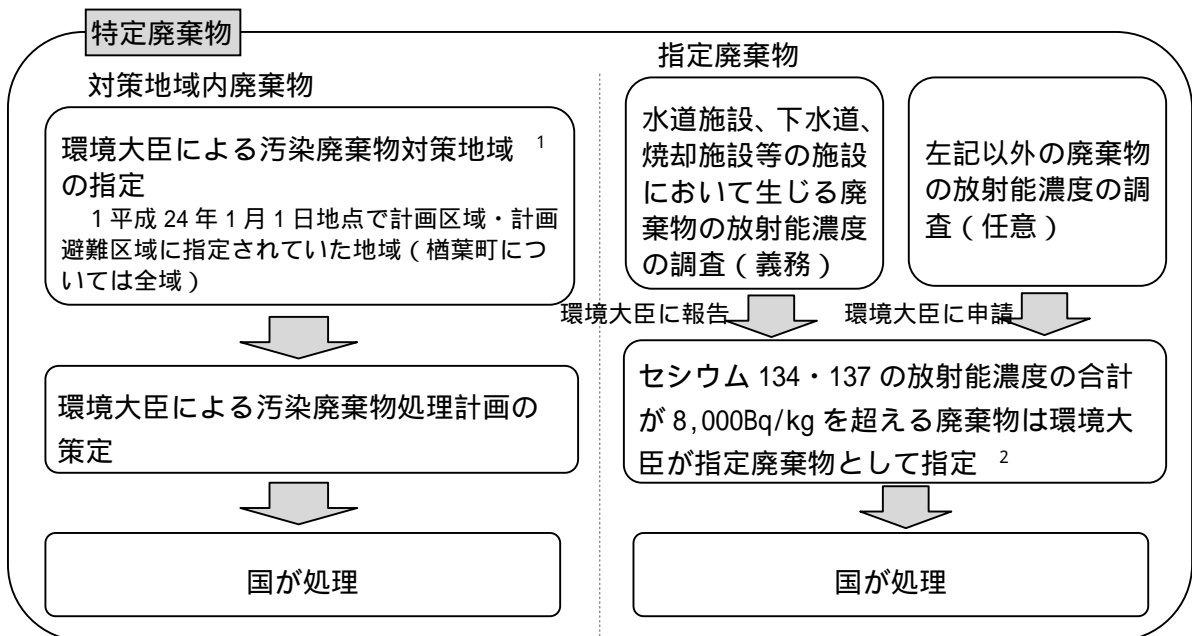 特定廃棄物
対策地域内廃棄物
環境大臣による汚染廃棄物対策地域 1
の指定
1 平成 24 年 1 月 1 日地点で計画区域・計画
避難区域に指定されていた地域（楢葉町につ
いては全域）
環境大臣による汚染廃棄物処理計画の
策定
国が処理
指定廃棄物
水道施設、下水道、
焼却施設等の施設
において生じる廃
棄物の放射能濃度
の調査（義務）
左記以外の廃棄物
の放射能濃度の調
査（任意）
環境大臣に報告
環境大臣に申請
セシウム 134・137 の放射能濃度の合計
が 8,000Bq/kg を超える廃棄物は環境大
臣が指定廃棄物として指定 2
国が処理